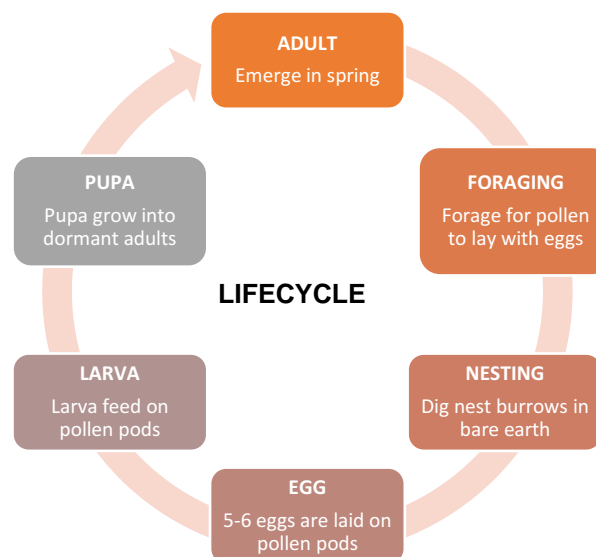 ADULT
Emerge in spring
FORAGING
Forage for pollen
to lay with eggs
NESTING
Dig nest burrows in
bare earth
EGG
5-6 eggs are laid on
pollen pods
LARVA
Larva feed on
pollen pods
PUPA
Pupa grow into
dormant adults
LIFECYCLE